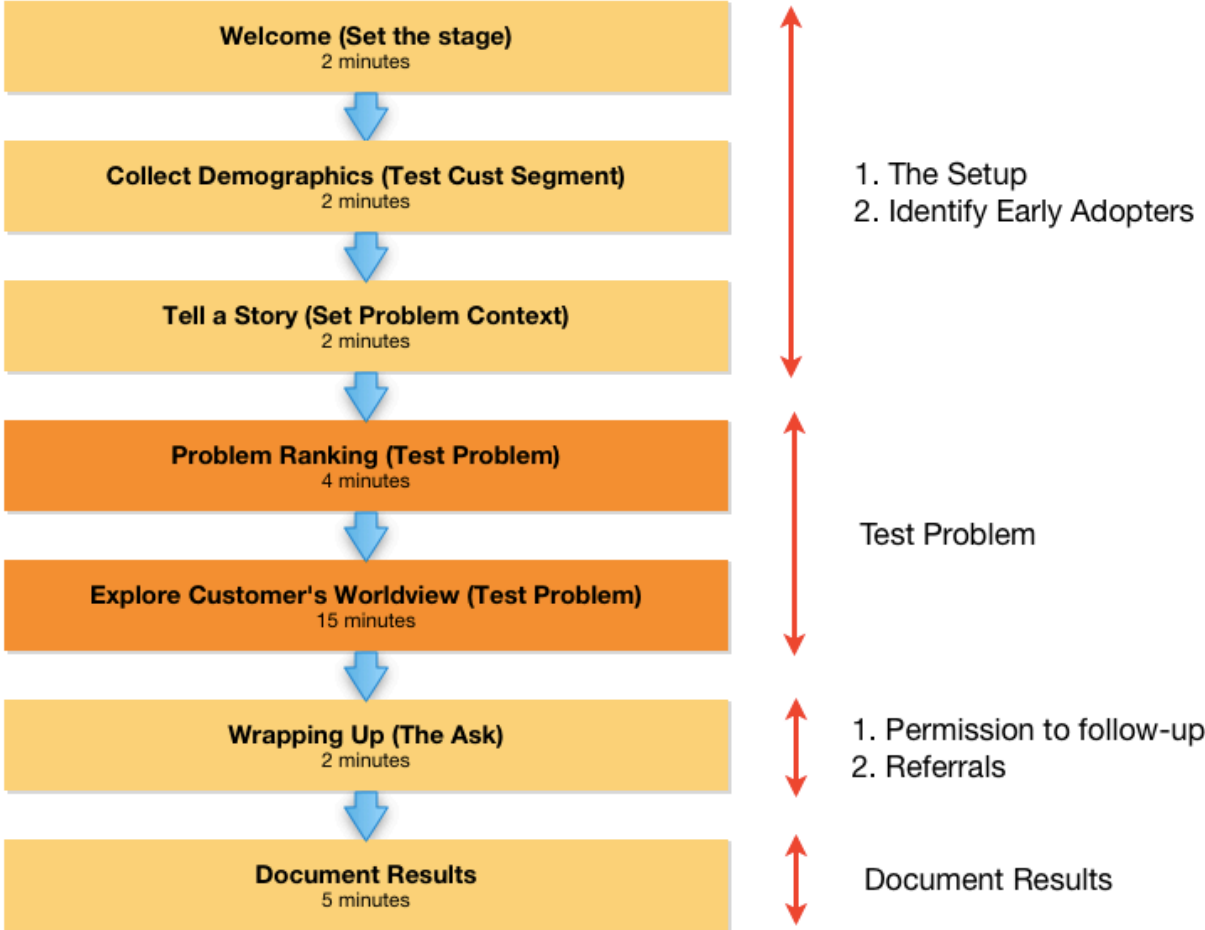 Welcome (Set the stage)
2 minutes
Collect Demographics (Test Cust Segment)
2 minutes
1. The Setup
2. Identify Early Adopters
Tell a Story (Set Problem Context)
2 minutes
Problem Ranking (Test Problem)
4 minutes
Test Problem
Explore Customer's Worldview (Test Problem)
15 minutes
Wrapping Up (The Ask)
2 minutes
1. Permission to follow-up
2. Referrals
Document Results
5 minutes
Document Results